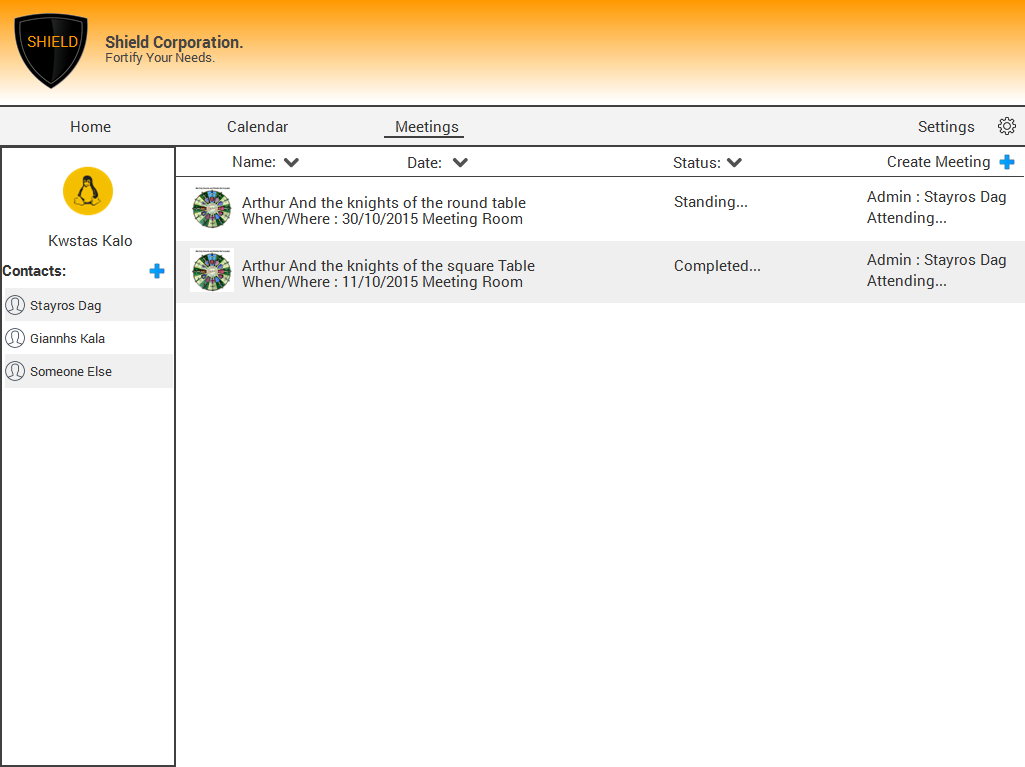 SHIELD
Shield Corporation.
Fortify Your Needs.
Home
Calendar
Meetings
Settings
Kwstas Kalo
Contacts:
Stayros Dag
Giannhs Kala
Someone Else
Name:
Date:
Status:
Create Meeting
Arthur And the knights of the round table
When/Where : 30/10/2015 Meeting Room
Standing...
Admin : Stayros Dag
Attending...
Arthur And the knights of the square Table
When/Where : 11/10/2015 Meeting Room
Completed...
Admin : Stayros Dag
Attending...